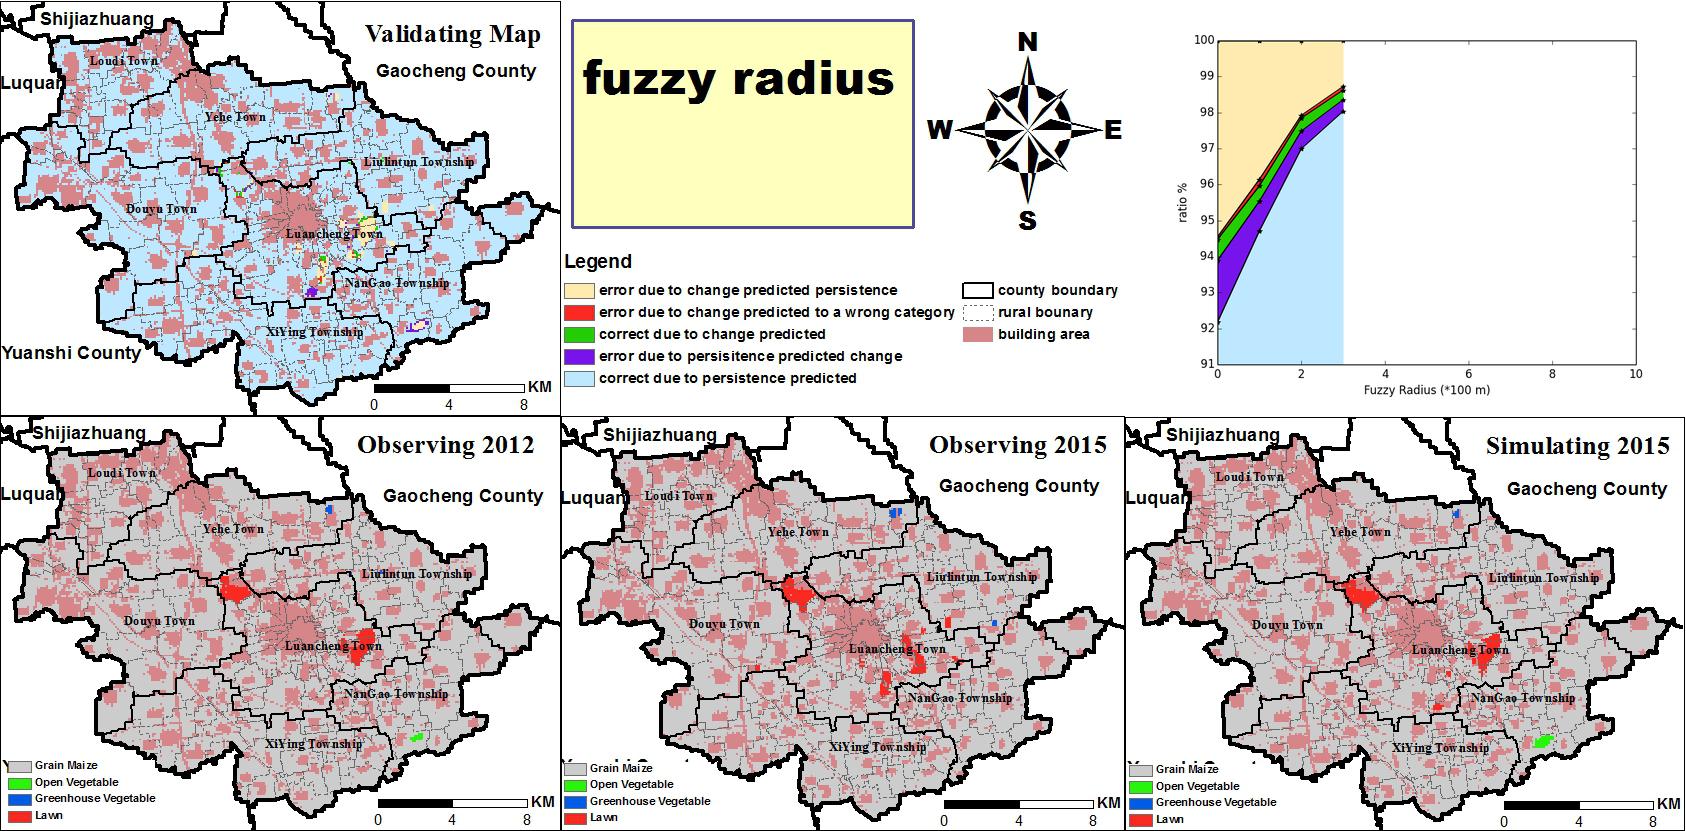 Shijiazhuang
Validating Map
Gaocheng County
Loudi Town
Luquan
Yehe Town
Liulintun Township
Douyu Town
Luancheng Town
NanGao Township
XiYing Township
Yuanshi County
KM
0 4 8
fuzzy radius
N
W E
S
Legend
error due to change predicted persistence
error due to change predicted to a wrong category
correct due to change predicted
error due to persisitence predicted change
correct due to persistence predicted
county boundary
rural bounary
building area
100
99
98
97
96
95
94
93
92
91
ratio %
0 2 4 6 8 10
Fuzzy Radius (*100 m)
Shijiazhuang
Observing 2012
Gaocheng County
Loudi Town
Luquan
Yehe Town
Liulintun Township
Douyu Town
Luancheng Town
NanGao Township
XiYing Township
Grain Maize
Open Vegetable
Greenhouse Vegetable
Lawn
KM
0 4 8
Shijiazhuang
Observing 2015
Gaocheng County
Loudi Town
Luquan
Yehe Town
Liulintun Township
Douyu Town
Luancheng Town
NanGao Township
XiYing Township
Grain Maize
Open Vegetable
Greenhouse Vegetable
Lawn
KM
0 4 8
Shijiazhuang
Simulating 2015
Gaocheng County
Loudi Town
Luquan
Yehe Town
Liulintun Township
Douyu Town
Luancheng Town
NanGao Township
XiYing Township
Grain Maize
Open Vegetable
Greenhouse Vegetable
Lawn
KM
0 4 8